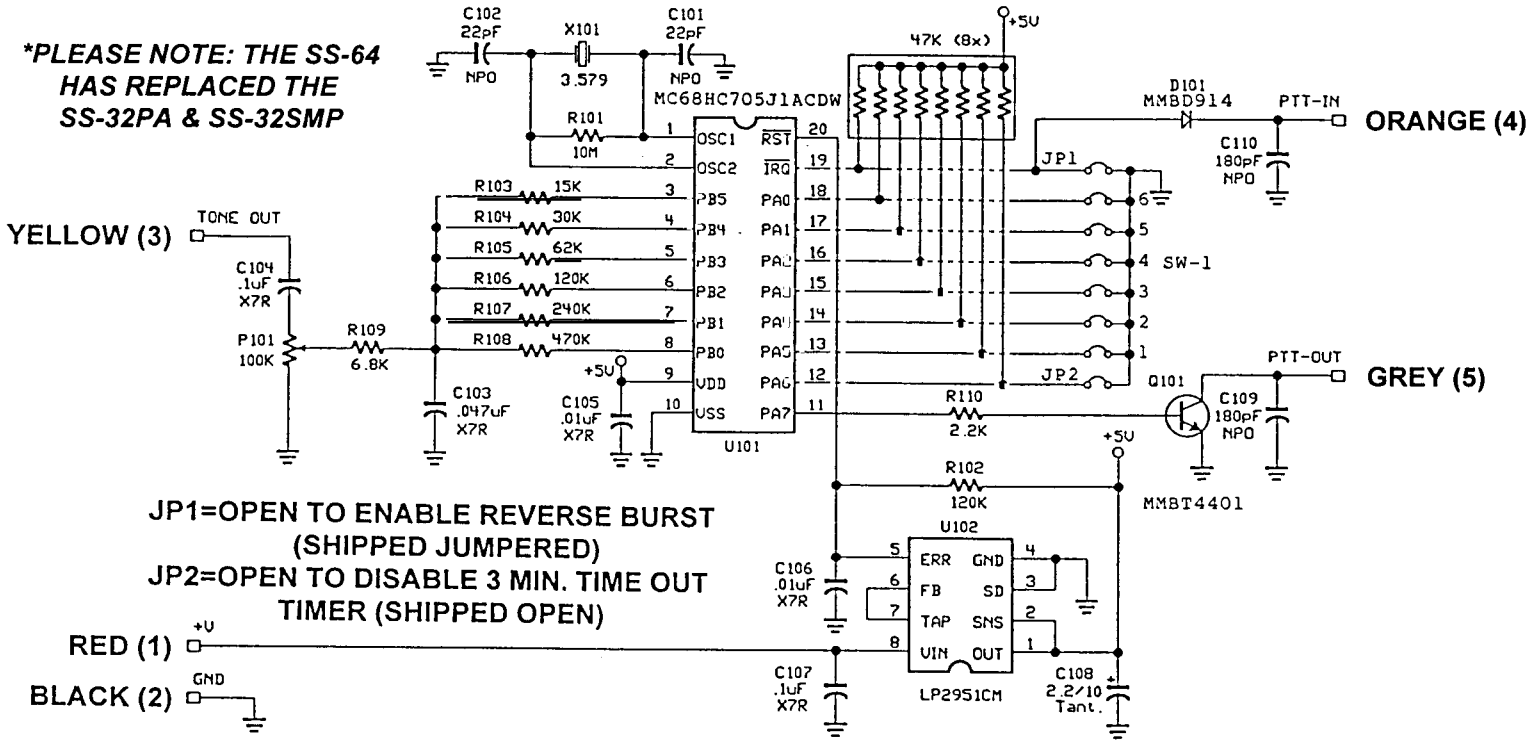 *PLEASE NOTE: THE SS-64
HAS REPLACED THE
SS-32PA & SS-32SMP
C102
22pF
NPO
X101
3.579
C101
22pF
NPO
R101
10M
47K (8x)
+5V
MC68HC705J1ACDW
1 OSC1
2 OSC2
3 PB5
4 PB4
5 PB3
6 PB2
7 PB1
8 PB0
9 VDD
10 VSS
RST 20
IRQ 19
PA0 18
PA1 17
PA2 16
PA3 15
PA4 14
PA5 13
PA6 12
PA7 11
U101
R103 15K
R104 30K
R105 62K
R106 120K
R107 240K
R108 470K
YELLOW (3)
TONE OUT
C104
.1uF
X7R
P101
100K
R109
6.8K
C103
.047uF
X7R
+5V
C105
.01uF
X7R
D101
MMBD914
PTT-IN
ORANGE (4)
C110
180pF
NPO
JP1
6
5
4 SW-1
3
2
1
JP2
R110
2.2K
Q101
MMBT4401
PTT-OUT
GREY (5)
C109
180pF
NPO
+5V
R102
120K
U102
5 ERR
6 FB
7 TAP
8 VIN
GND 4
SD 3
SNS 2
OUT 1
LP2951CM
C106
.01uF
X7R
C107
.1uF
X7R
C108
+
2.2/10
Tant.
JP1=OPEN TO ENABLE REVERSE BURST
(SHIPPED JUMPERED)
JP2=OPEN TO DISABLE 3 MIN. TIME OUT
TIMER (SHIPPED OPEN)
RED (1)
+V
BLACK (2)
GND